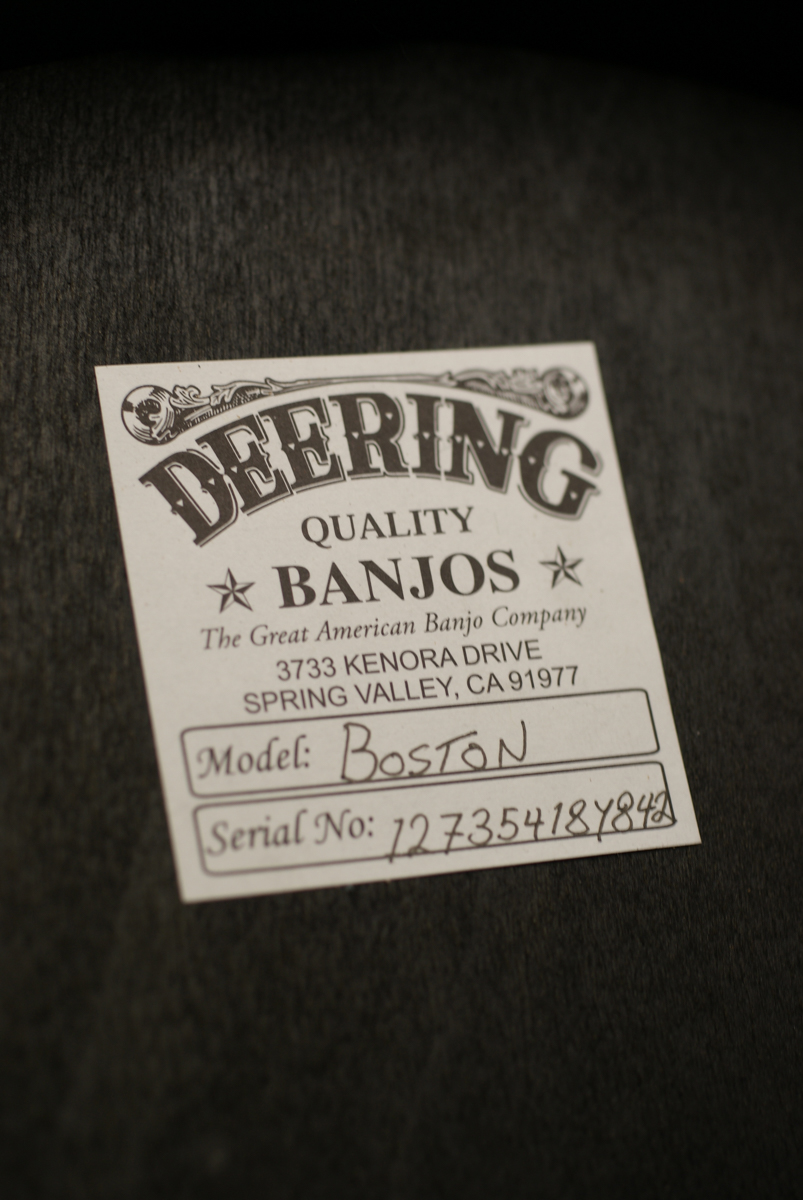 DEERING
QUALITY
BANJOS
The Great American Banjo Company
3733 KENORA DRIVE
SPRING VALLEY, CA 91977
Model: BOSTON
Serial No: 127354184842